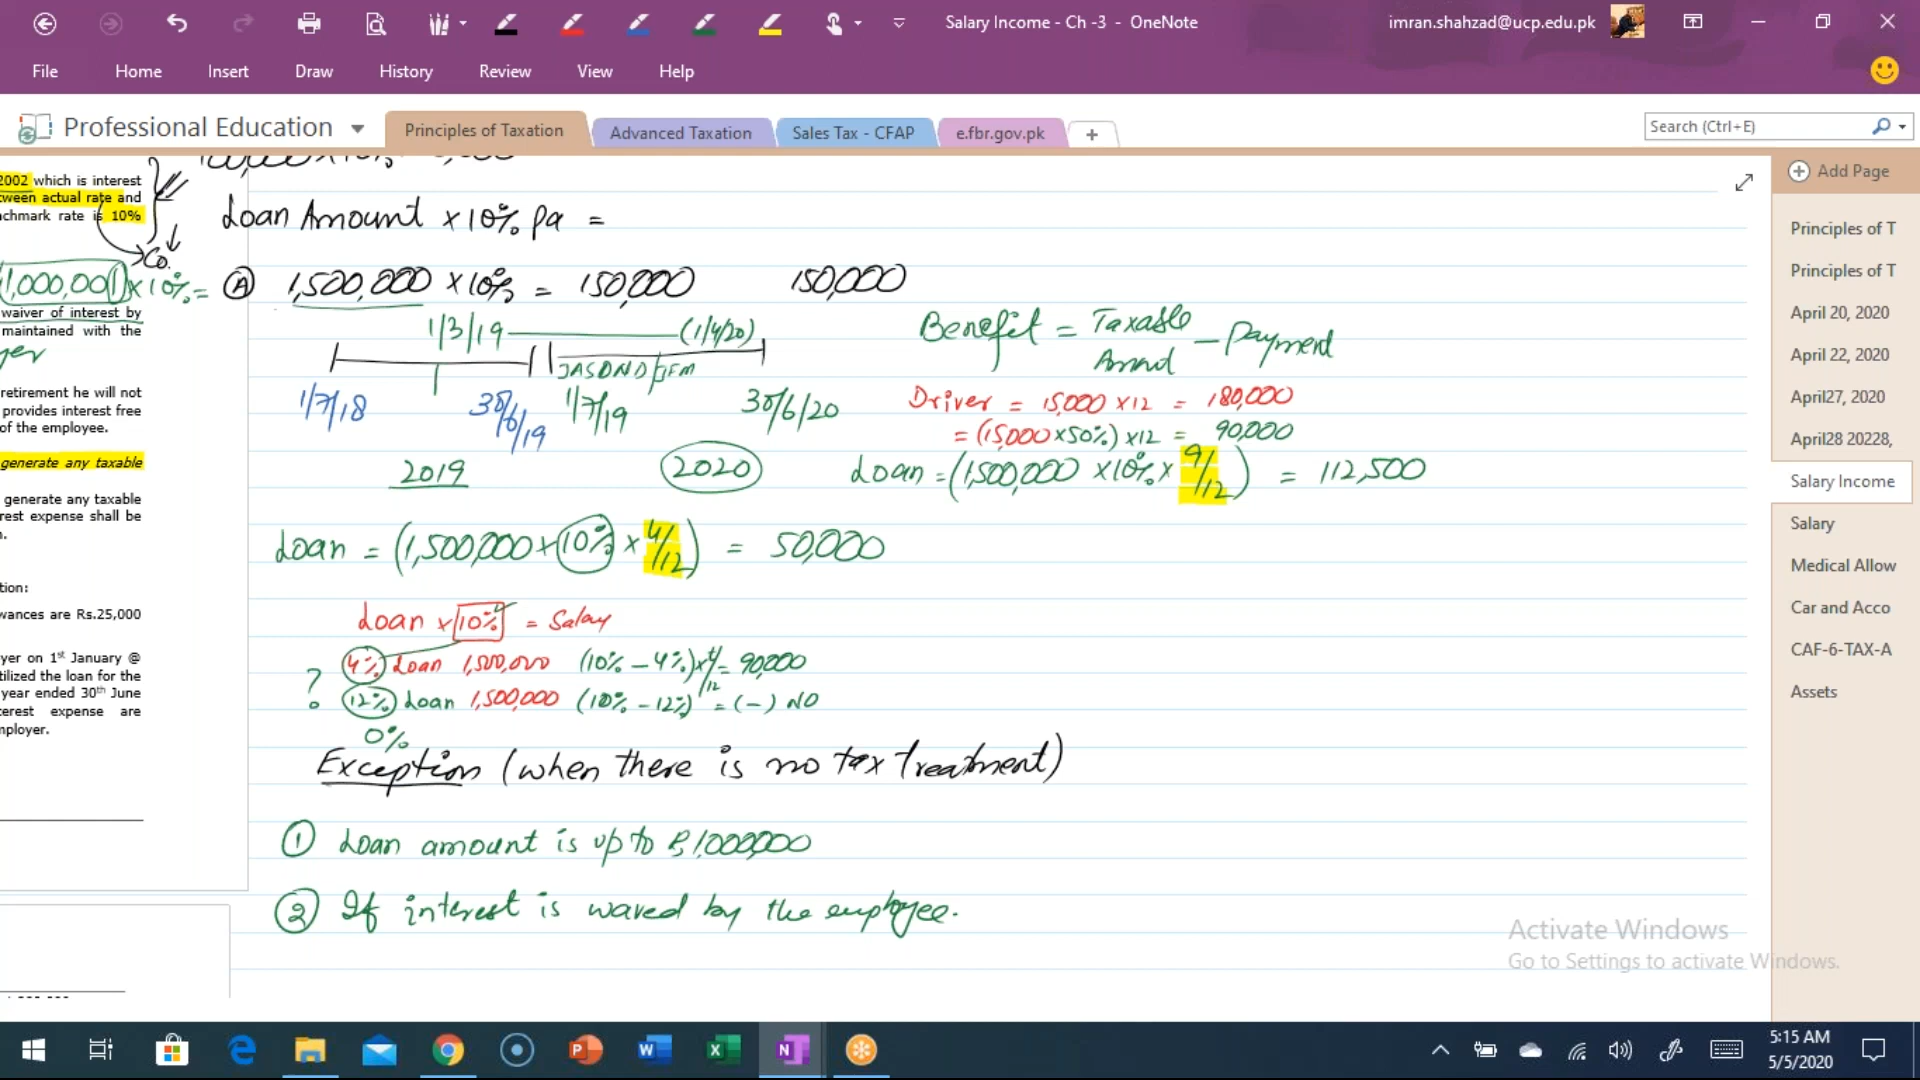 Salary Income - Ch -3 - OneNote
imran.shahzad@ucp.edu.pk
File Home Insert Draw History Review View Help
Professional Education
Principles of Taxation Advanced Taxation Sales Tax - CFAP e.fbr.gov.pk +
Search (Ctrl+E)
Add Page
Principles of T
Principles of T
April 20, 2020
April 22, 2020
April27, 2020
April28 20228,
Salary Income
Salary
Medical Allow
Car and Acco
CAF-6-TAX-A
Assets
2002 which is interest
tween actual rate and
chmark rate is 10%
Co.
1,000,001 × 10% =
waiver of interest by
maintained with the
yer
retirement he will not
provides interest free
of the employee.
generate any taxable
generate any taxable
rest expense shall be
n.
tion:
wances are Rs.25,000
yer on 1st January @
tilized the loan for the
year ended 30th June
terest expense are
mployer.
Loan Amount × 10% pa =
A 1,500,000 × 10% = 150,000 150,000
1/3/19 (1/4/20)
JASOND/JFM
1/7/18 30/6/19 1/7/19 30/6/20
2019 2020
Benefit = Taxable Amount - Payment
Driver = 15,000 × 12 = 180,000
= (15,000 × 50%) × 12 = 90,000
Loan = (1,500,000 × 10% × 9/12) = 112,500
Loan = (1,500,000 × 10% × 4/12) = 50,000
Loan × 10% = Salary
? 4% Loan 1,500,000 (10% - 4%) × 4/12 = 90,000
12% Loan 1,500,000 (10% - 12%) = (-) NO
0%
Exception (when there is no tax treatment)
1 Loan amount is up to Rs 1,000,000
2 If interest is waved by the employee.
Activate Windows
Go to Settings to activate Windows.
5:15 AM
5/5/2020